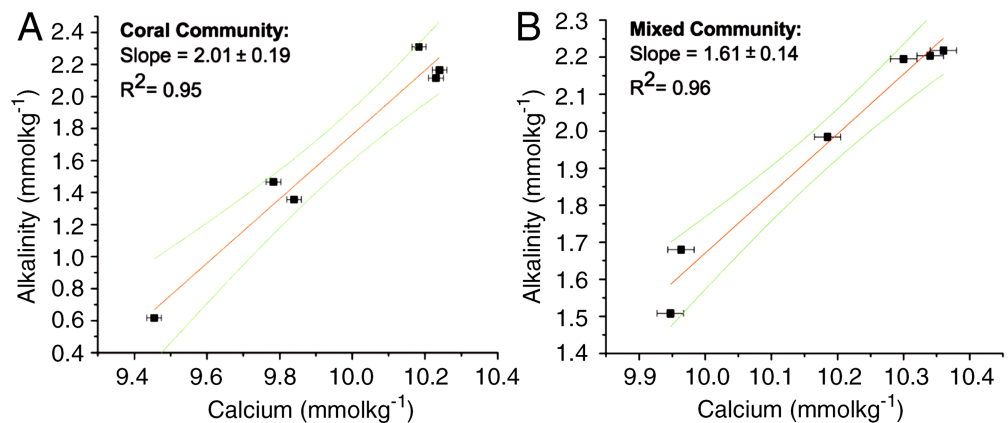 A
Coral Community:
Slope = 2.01 ± 0.19
R²= 0.95
Alkalinity (mmolkg⁻¹)
2.4
2.2
2.0
1.8
1.6
1.4
1.2
1.0
0.8
0.6
0.4
9.4 9.6 9.8 10.0 10.2 10.4
Calcium (mmolkg⁻¹)
B
Mixed Community:
Slope = 1.61 ± 0.14
R²= 0.96
Alkalinity (mmolkg⁻¹)
2.3
2.2
2.1
2.0
1.9
1.8
1.7
1.6
1.5
1.4
9.9 10.0 10.1 10.2 10.3 10.4
Calcium (mmolkg⁻¹)